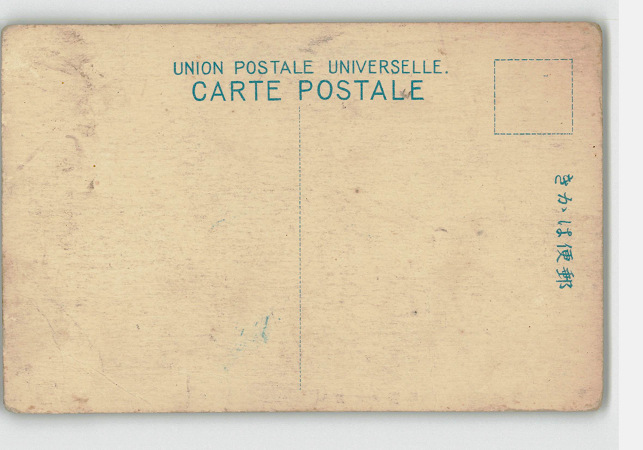 UNION POSTALE UNIVERSELLE.
CARTE POSTALE
きかは便郵